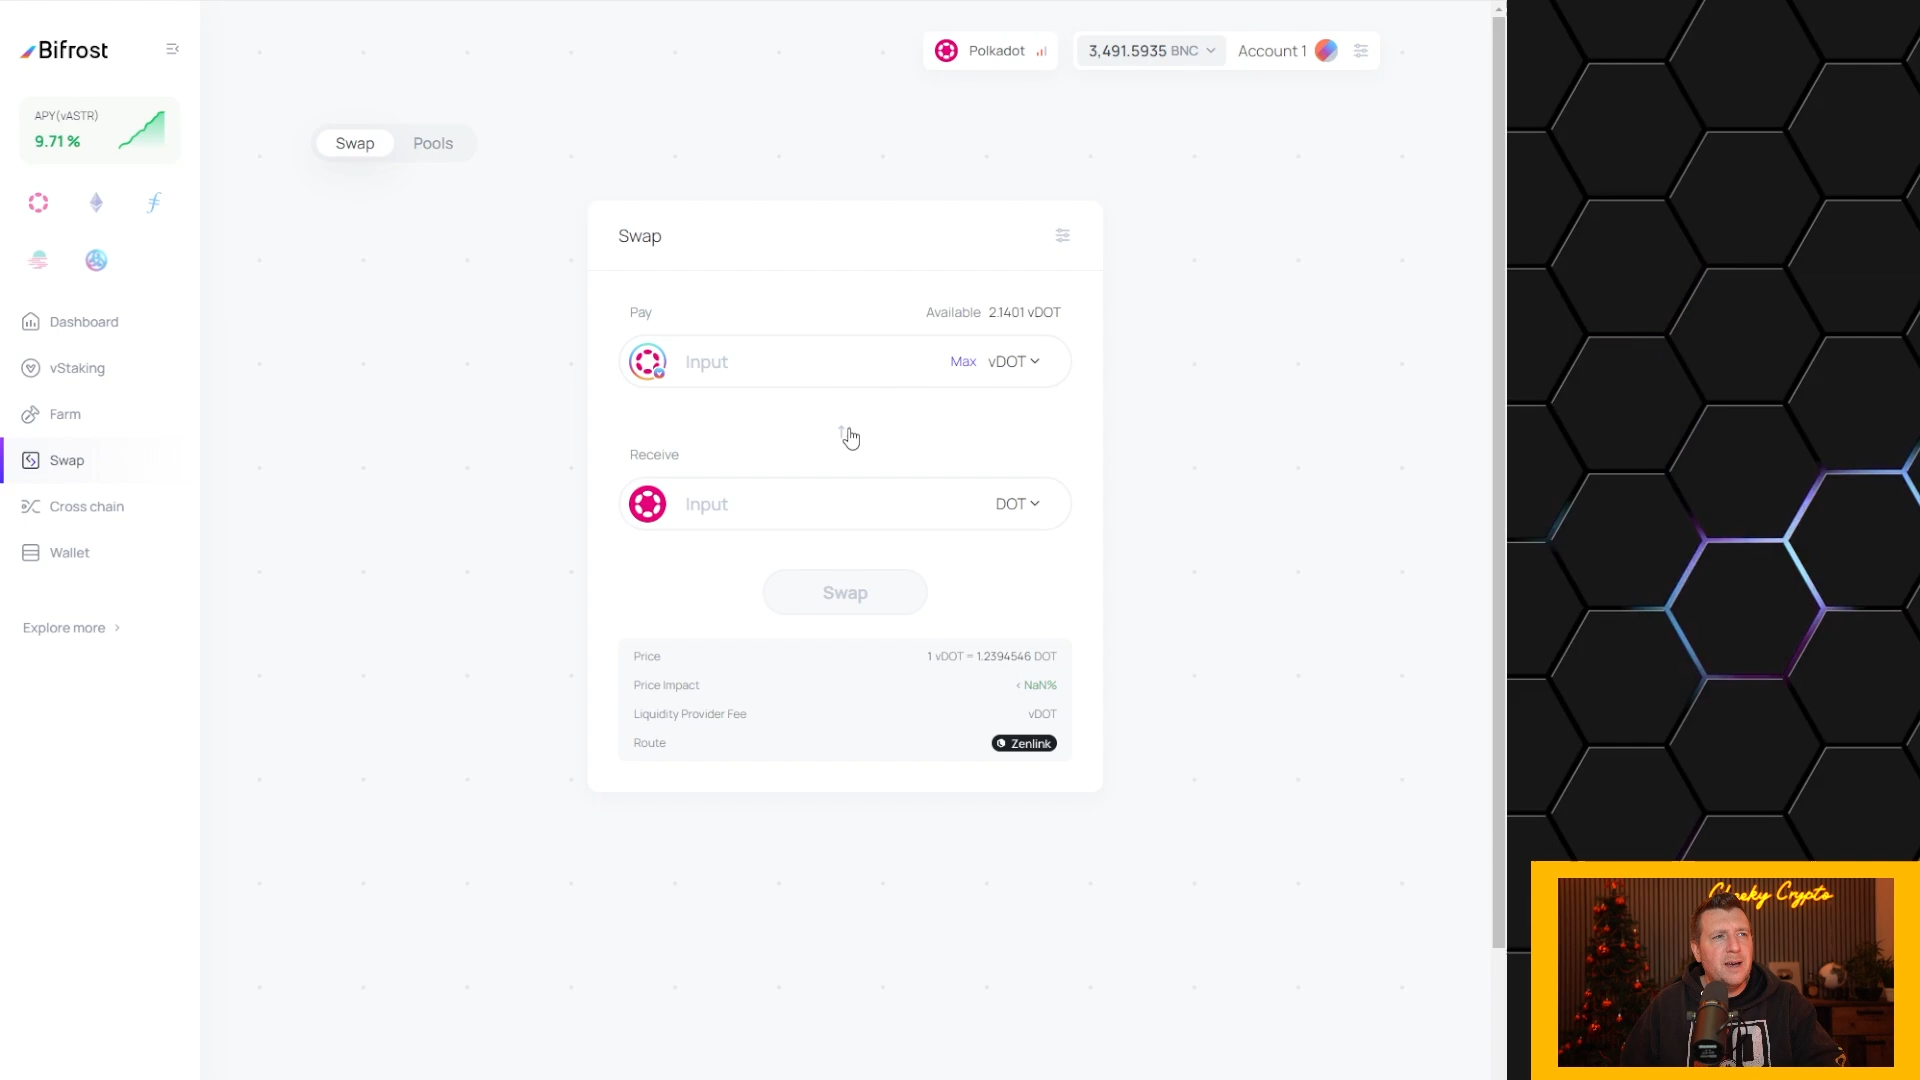 Bifrost
Polkadot
3,491.5935 BNC
Account 1
APY(vASTR)
9.71 %
Swap
Pools
Dashboard
vStaking
Farm
Swap
Cross chain
Wallet
Explore more
Swap
Pay
Available 2.1401 vDOT
Input
Max
vDOT
Receive
Input
DOT
Swap
Price
1 vDOT = 1.2394546 DOT
Price Impact
< NaN%
Liquidity Provider Fee
vDOT
Route
Zenlink
Cheeky Crypto